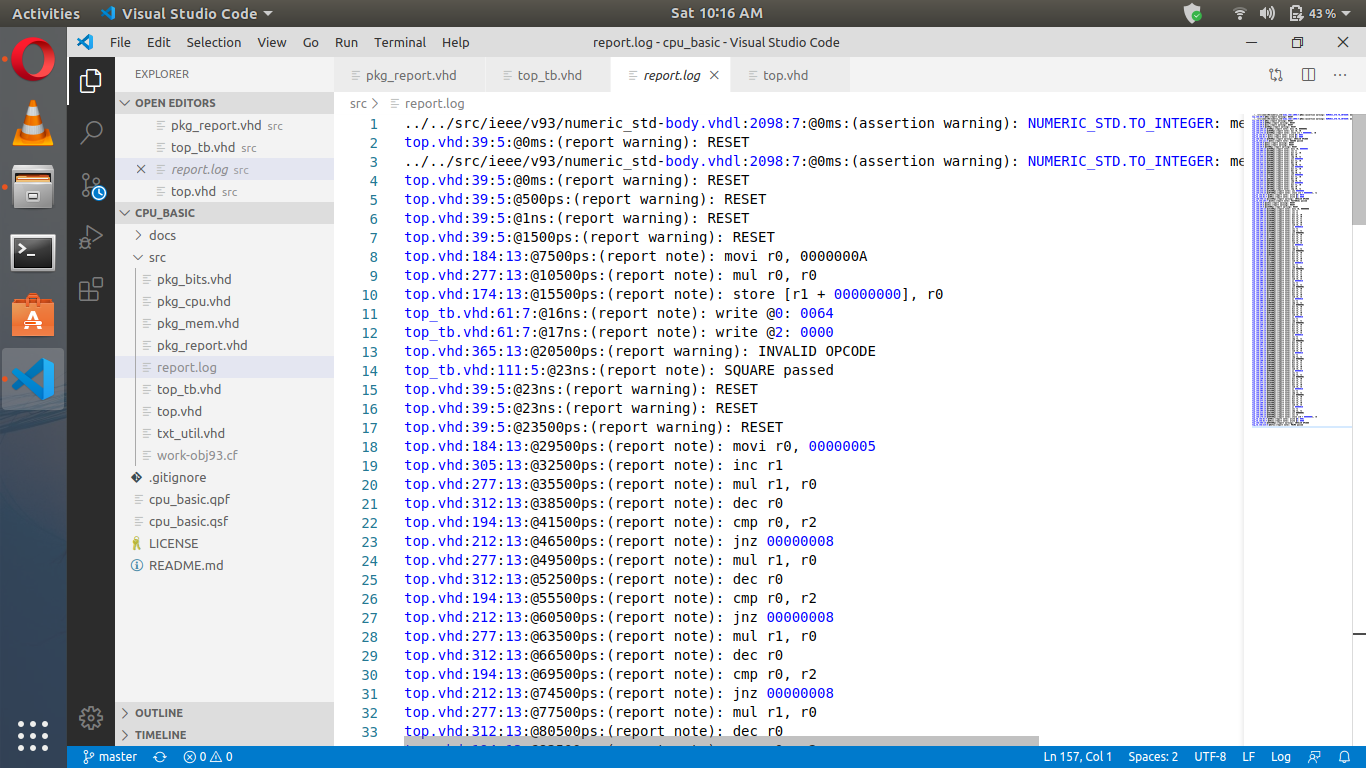 Activities Visual Studio Code Sat 10:16 AM 43 %
File Edit Selection View Go Run Terminal Help report.log - cpu_basic - Visual Studio Code
EXPLORER
OPEN EDITORS
pkg_report.vhd src
top_tb.vhd src
report.log src
top.vhd src
CPU_BASIC
docs
src
pkg_bits.vhd
pkg_cpu.vhd
pkg_mem.vhd
pkg_report.vhd
report.log
top_tb.vhd
top.vhd
txt_util.vhd
work-obj93.cf
.gitignore
cpu_basic.qpf
cpu_basic.qsf
LICENSE
README.md
OUTLINE
TIMELINE
pkg_report.vhd top_tb.vhd report.log top.vhd
src report.log
1 ../../src/ieee/v93/numeric_std-body.vhdl:2098:7:@0ms:(assertion warning): NUMERIC_STD.TO_INTEGER: me
2 top.vhd:39:5:@0ms:(report warning): RESET
3 ../../src/ieee/v93/numeric_std-body.vhdl:2098:7:@0ms:(assertion warning): NUMERIC_STD.TO_INTEGER: me
4 top.vhd:39:5:@0ms:(report warning): RESET
5 top.vhd:39:5:@500ps:(report warning): RESET
6 top.vhd:39:5:@1ns:(report warning): RESET
7 top.vhd:39:5:@1500ps:(report warning): RESET
8 top.vhd:184:13:@7500ps:(report note): movi r0, 0000000A
9 top.vhd:277:13:@10500ps:(report note): mul r0, r0
10 top.vhd:174:13:@15500ps:(report note): store [r1 + 00000000], r0
11 top_tb.vhd:61:7:@16ns:(report note): write @0: 0064
12 top_tb.vhd:61:7:@17ns:(report note): write @2: 0000
13 top.vhd:365:13:@20500ps:(report warning): INVALID OPCODE
14 top_tb.vhd:111:5:@23ns:(report note): SQUARE passed
15 top.vhd:39:5:@23ns:(report warning): RESET
16 top.vhd:39:5:@23ns:(report warning): RESET
17 top.vhd:39:5:@23500ps:(report warning): RESET
18 top.vhd:184:13:@29500ps:(report note): movi r0, 00000005
19 top.vhd:305:13:@32500ps:(report note): inc r1
20 top.vhd:277:13:@35500ps:(report note): mul r1, r0
21 top.vhd:312:13:@38500ps:(report note): dec r0
22 top.vhd:194:13:@41500ps:(report note): cmp r0, r2
23 top.vhd:212:13:@46500ps:(report note): jnz 00000008
24 top.vhd:277:13:@49500ps:(report note): mul r1, r0
25 top.vhd:312:13:@52500ps:(report note): dec r0
26 top.vhd:194:13:@55500ps:(report note): cmp r0, r2
27 top.vhd:212:13:@60500ps:(report note): jnz 00000008
28 top.vhd:277:13:@63500ps:(report note): mul r1, r0
29 top.vhd:312:13:@66500ps:(report note): dec r0
30 top.vhd:194:13:@69500ps:(report note): cmp r0, r2
31 top.vhd:212:13:@74500ps:(report note): jnz 00000008
32 top.vhd:277:13:@77500ps:(report note): mul r1, r0
33 top.vhd:312:13:@80500ps:(report note): dec r0
master 0 0 Ln 157, Col 1 Spaces: 2 UTF-8 LF Log